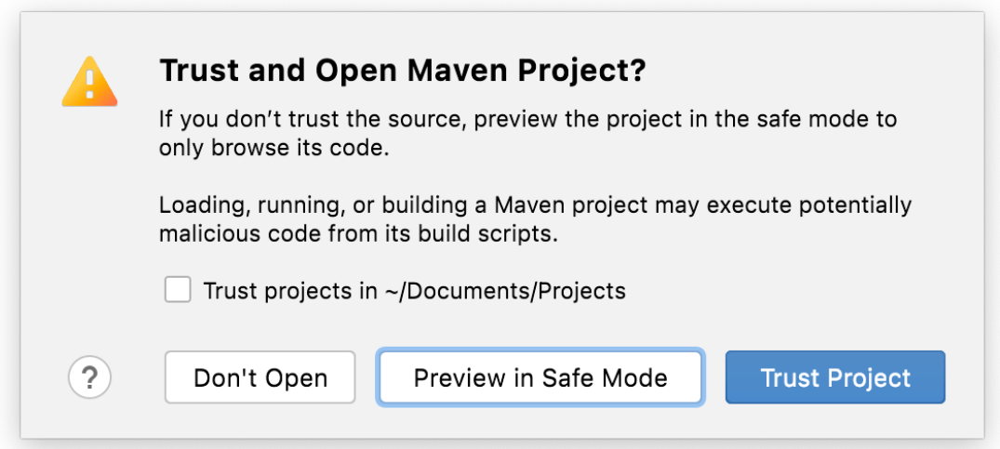 Trust and Open Maven Project?
If you don’t trust the source, preview the project in the safe mode to
only browse its code.
Loading, running, or building a Maven project may execute potentially
malicious code from its build scripts.
Trust projects in ~/Documents/Projects
? Don't Open Preview in Safe Mode Trust Project